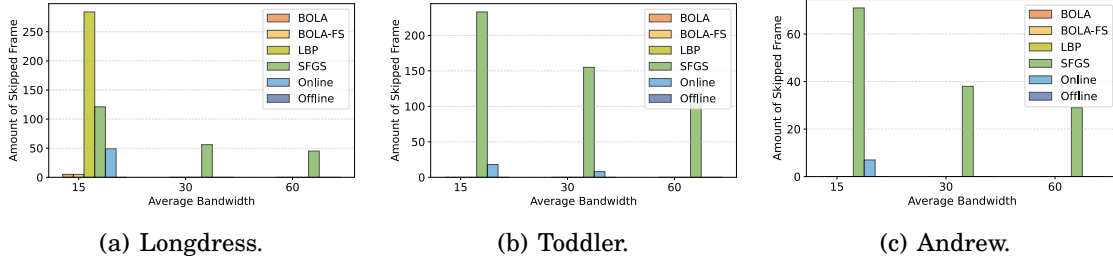 Amount of Skipped Frame
250
200
150
100
50
0
15
30
60
Average Bandwidth
BOLA
BOLA-FS
LBP
SFGS
Online
Offline
(a) Longdress.
Amount of Skipped Frame
200
150
100
50
0
15
30
60
Average Bandwidth
BOLA
BOLA-FS
LBP
SFGS
Online
Offline
(b) Toddler.
Amount of Skipped Frame
60
40
20
0
15
30
60
Average Bandwidth
BOLA
BOLA-FS
LBP
SFGS
Online
Offline
(c) Andrew.